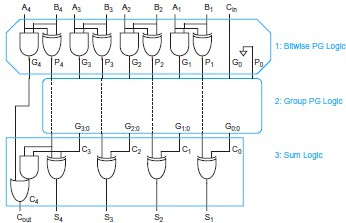 A4 B4 A3 B3 A2 B2 A1 B1 Cin
1: Bitwise PG Logic
G4 P4 G3 P3 G2 P2 G1 P1 G0 P0
2: Group PG Logic
G3:0 G2:0 G1:0 G0:0
C3 C2 C1 C0
3: Sum Logic
C4
Cout S4 S3 S2 S1